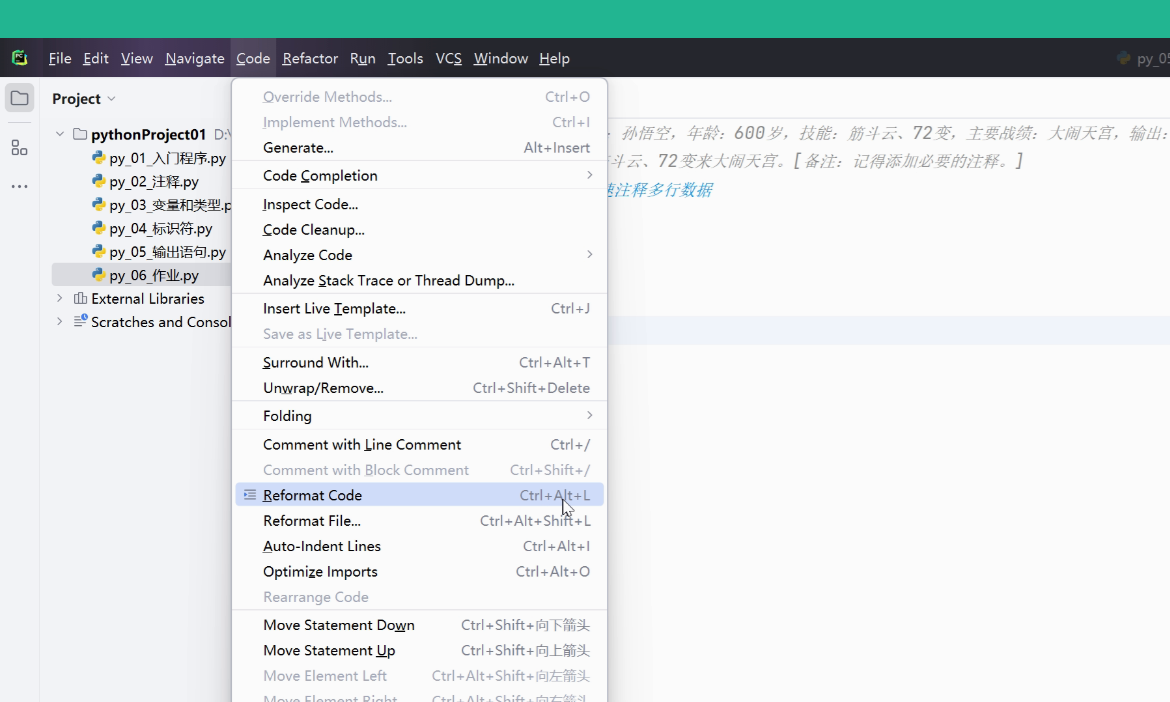 File Edit View Navigate Code Refactor Run Tools VCS Window Help
Project
pythonProject01
py_01_入门程序.py
py_02_注释.py
py_03_变量和类型.p
py_04_标识符.py
py_05_输出语句.py
py_06_作业.py
External Libraries
Scratches and Consol
Override Methods... Ctrl+O
Implement Methods... Ctrl+I
Generate... Alt+Insert
Code Completion
Inspect Code...
Code Cleanup...
Analyze Code
Analyze Stack Trace or Thread Dump...
Insert Live Template... Ctrl+J
Save as Live Template...
Surround With... Ctrl+Alt+T
Unwrap/Remove... Ctrl+Shift+Delete
Folding
Comment with Line Comment Ctrl+/
Comment with Block Comment Ctrl+Shift+/
Reformat Code Ctrl+Alt+L
Reformat File... Ctrl+Alt+Shift+L
Auto-Indent Lines Ctrl+Alt+I
Optimize Imports Ctrl+Alt+O
Rearrange Code
Move Statement Down Ctrl+Shift+向下箭头
Move Statement Up Ctrl+Shift+向上箭头
Move Element Left Ctrl+Alt+Shift+向左箭头
Move Element Right Ctrl+Alt+Shift+向右箭头
：孙悟空，年龄：600岁，技能：筋斗云、72变，主要战绩：大闹天宫，输出：
斗云、72变来大闹天宫。[备注：记得添加必要的注释。]
注释多行数据